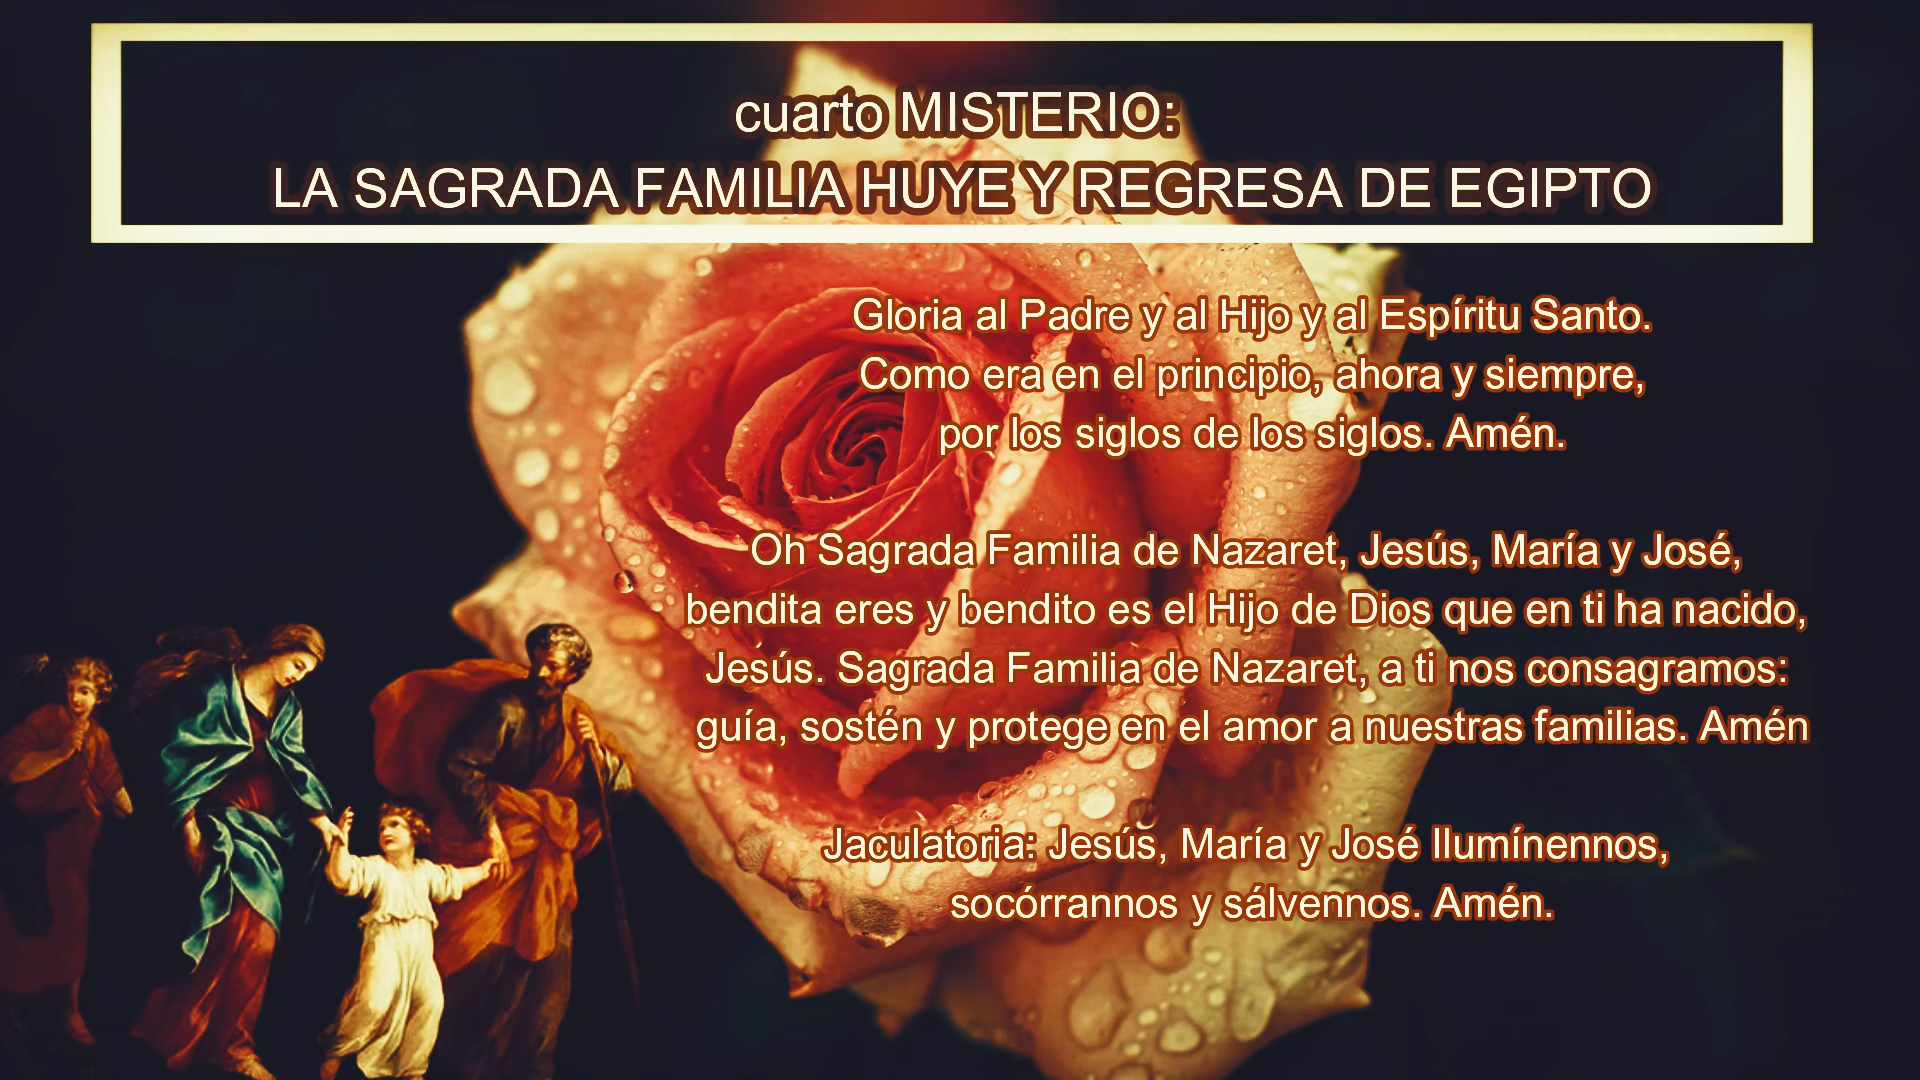 cuarto MISTERIO:
LA SAGRADA FAMILIA HUYE Y REGRESA DE EGIPTO
Gloria al Padre y al Hijo y al Espíritu Santo.
Como era en el principio, ahora y siempre,
por los siglos de los siglos. Amén.
Oh Sagrada Familia de Nazaret, Jesús, María y José,
bendita eres y bendito es el Hijo de Dios que en ti ha nacido,
Jesús. Sagrada Familia de Nazaret, a ti nos consagramos:
guía, sostén y protege en el amor a nuestras familias. Amén
Jaculatoria: Jesús, María y José Ilumínennos,
socórrannos y sálvennos. Amén.